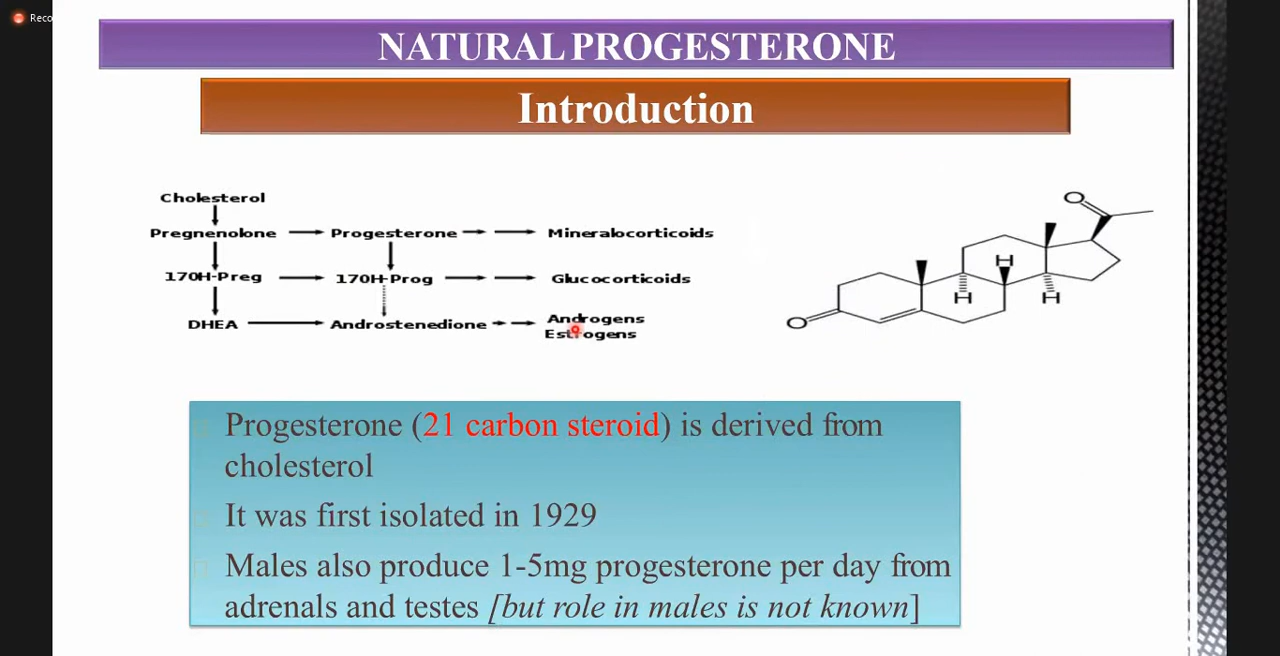 Reco
NATURAL PROGESTERONE
Introduction
Cholesterol
Pregnenolone Progesterone Mineralocorticoids
17OH-Preg 17OH-Prog Glucocorticoids
DHEA Androstenedione Androgens
Estrogens
O
H
H
H
O
Progesterone (21 carbon steroid) is derived from
cholesterol
It was first isolated in 1929
Males also produce 1-5mg progesterone per day from
adrenals and testes [but role in males is not known]